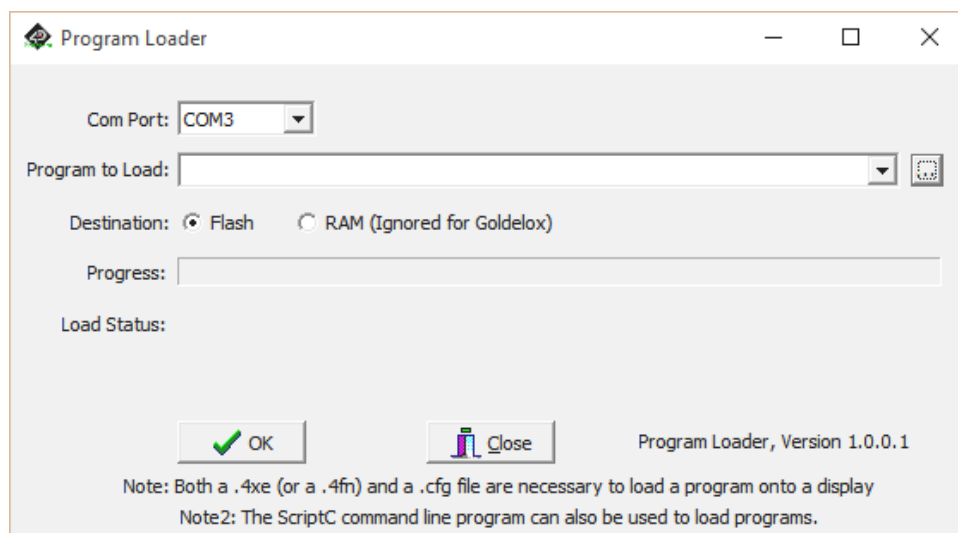 Program Loader
Com Port: COM3
Program to Load:
Destination: Flash RAM (Ignored for Goldelox)
Progress:
Load Status:
OK Close Program Loader, Version 1.0.0.1
Note: Both a .4xe (or a .4fn) and a .cfg file are necessary to load a program onto a display
Note2: The ScriptC command line program can also be used to load programs.